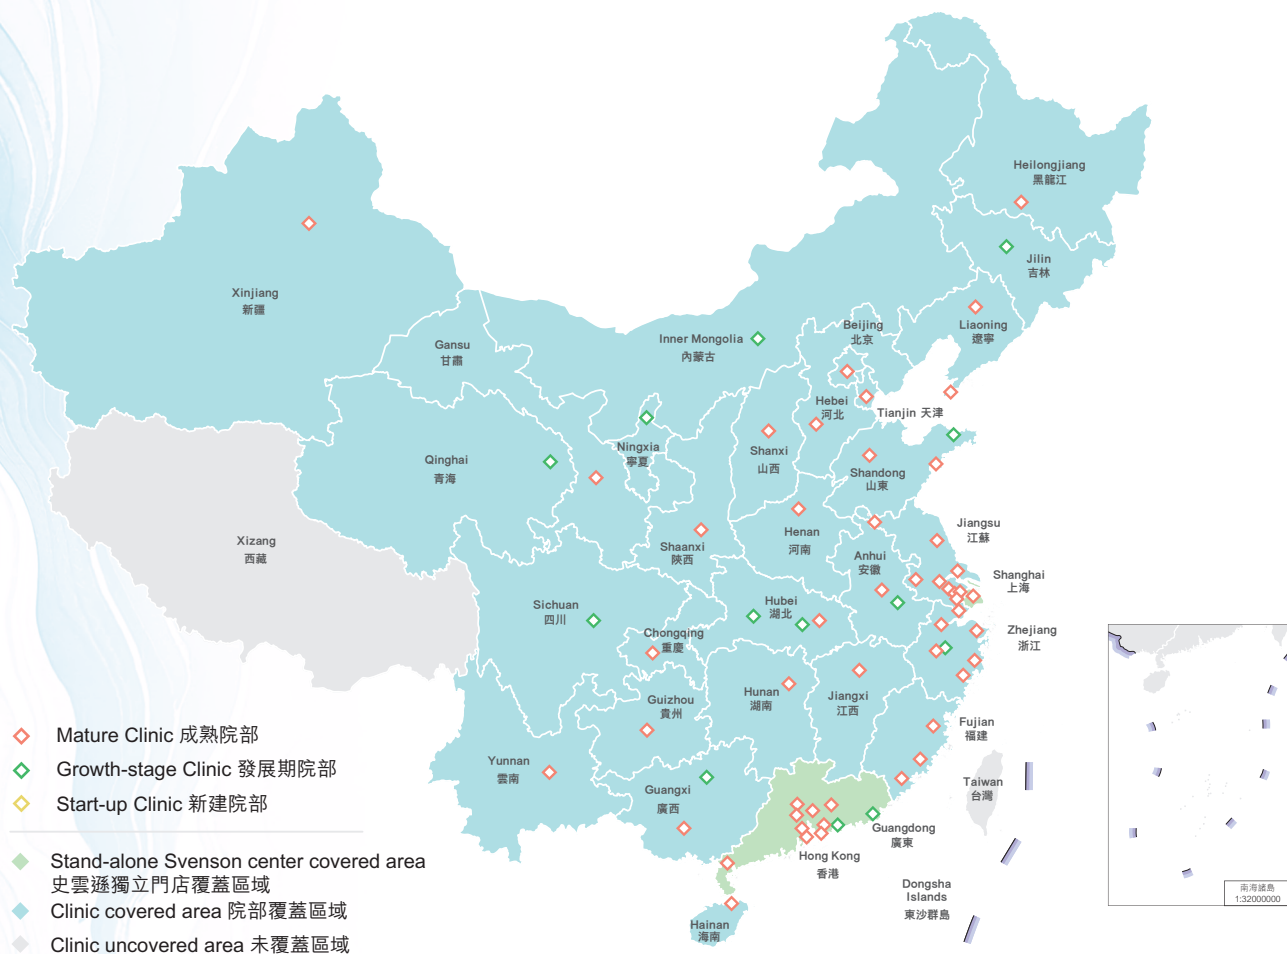 Heilongjiang
黑龍江
Jilin
吉林
Xinjiang
新疆
Liaoning
遼寧
Beijing
北京
Inner Mongolia
內蒙古
Gansu
甘肅
Hebei
河北
Tianjin 天津
Ningxia
寧夏
Shanxi
山西
Qinghai
青海
Shandong
山東
Xizang
西藏
Shaanxi
陝西
Henan
河南
Jiangsu
江蘇
Anhui
安徽
Shanghai
上海
Sichuan
四川
Hubei
湖北
Chongqing
重慶
Zhejiang
浙江
Guizhou
貴州
Hunan
湖南
Jiangxi
江西
Fujian
福建
Yunnan
雲南
Guangxi
廣西
Taiwan
台灣
Guangdong
廣東
Hong Kong
香港
Dongsha
Islands
東沙群島
Hainan
海南
Mature Clinic 成熟院部
Growth-stage Clinic 發展期院部
Start-up Clinic 新建院部
Stand-alone Svenson center covered area
史雲遜獨立門店覆蓋區域
Clinic covered area 院部覆蓋區域
Clinic uncovered area 未覆蓋區域
南海諸島
1:32000000